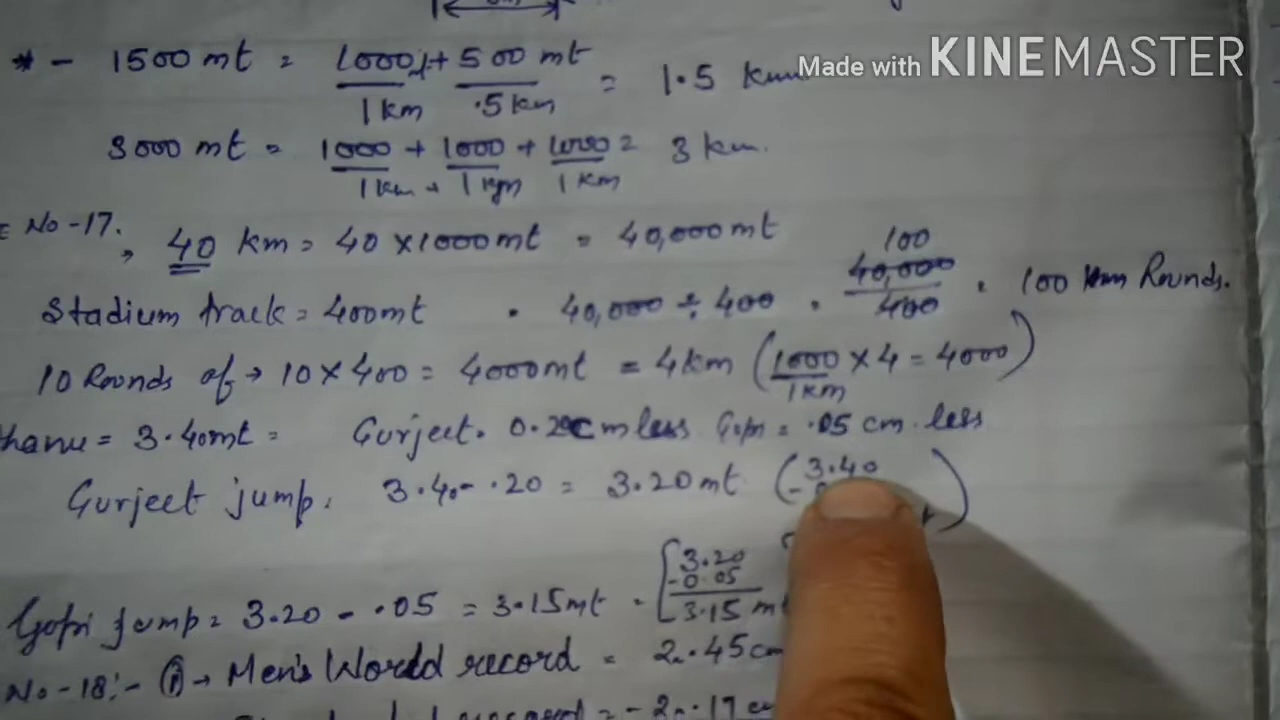 Made with KINEMASTER
* - 1500 mt = 1000/1 km + 500 mt/.5 km = 1.5 km
3000 mt = 1000/1 km + 1000/1 km + 1000/1 km = 3 km.
No-17. 40 km = 40 x 1000 mt = 40,000 mt
100
Stadium track = 400 mt . 40,000 ÷ 400 . 40,000/400 . 100 Rounds.
10 Rounds of → 10 x 400 = 4000 mt = 4 km (1000/1 km x 4 = 4000)
= 3.40 mt = Gurjeet. 0.20 cm less Gopi = .05 cm. less
Gurjeet jump, 3.40 - .20 = 3.20 mt (3.40
3.20
-0.05
Gopi jump = 3.20 - .05 = 3.15 mt = [3.15 m
No-18:- → Men's World record = 2m.45 cm
= - 2m.17